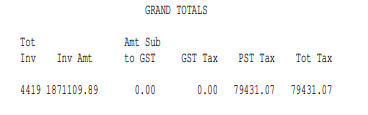 GRAND TOTALS
Tot Amt Sub
Inv Inv Amt to GST GST Tax PST Tax Tot Tax
4419 1871109.89 0.00 0.00 79431.07 79431.07